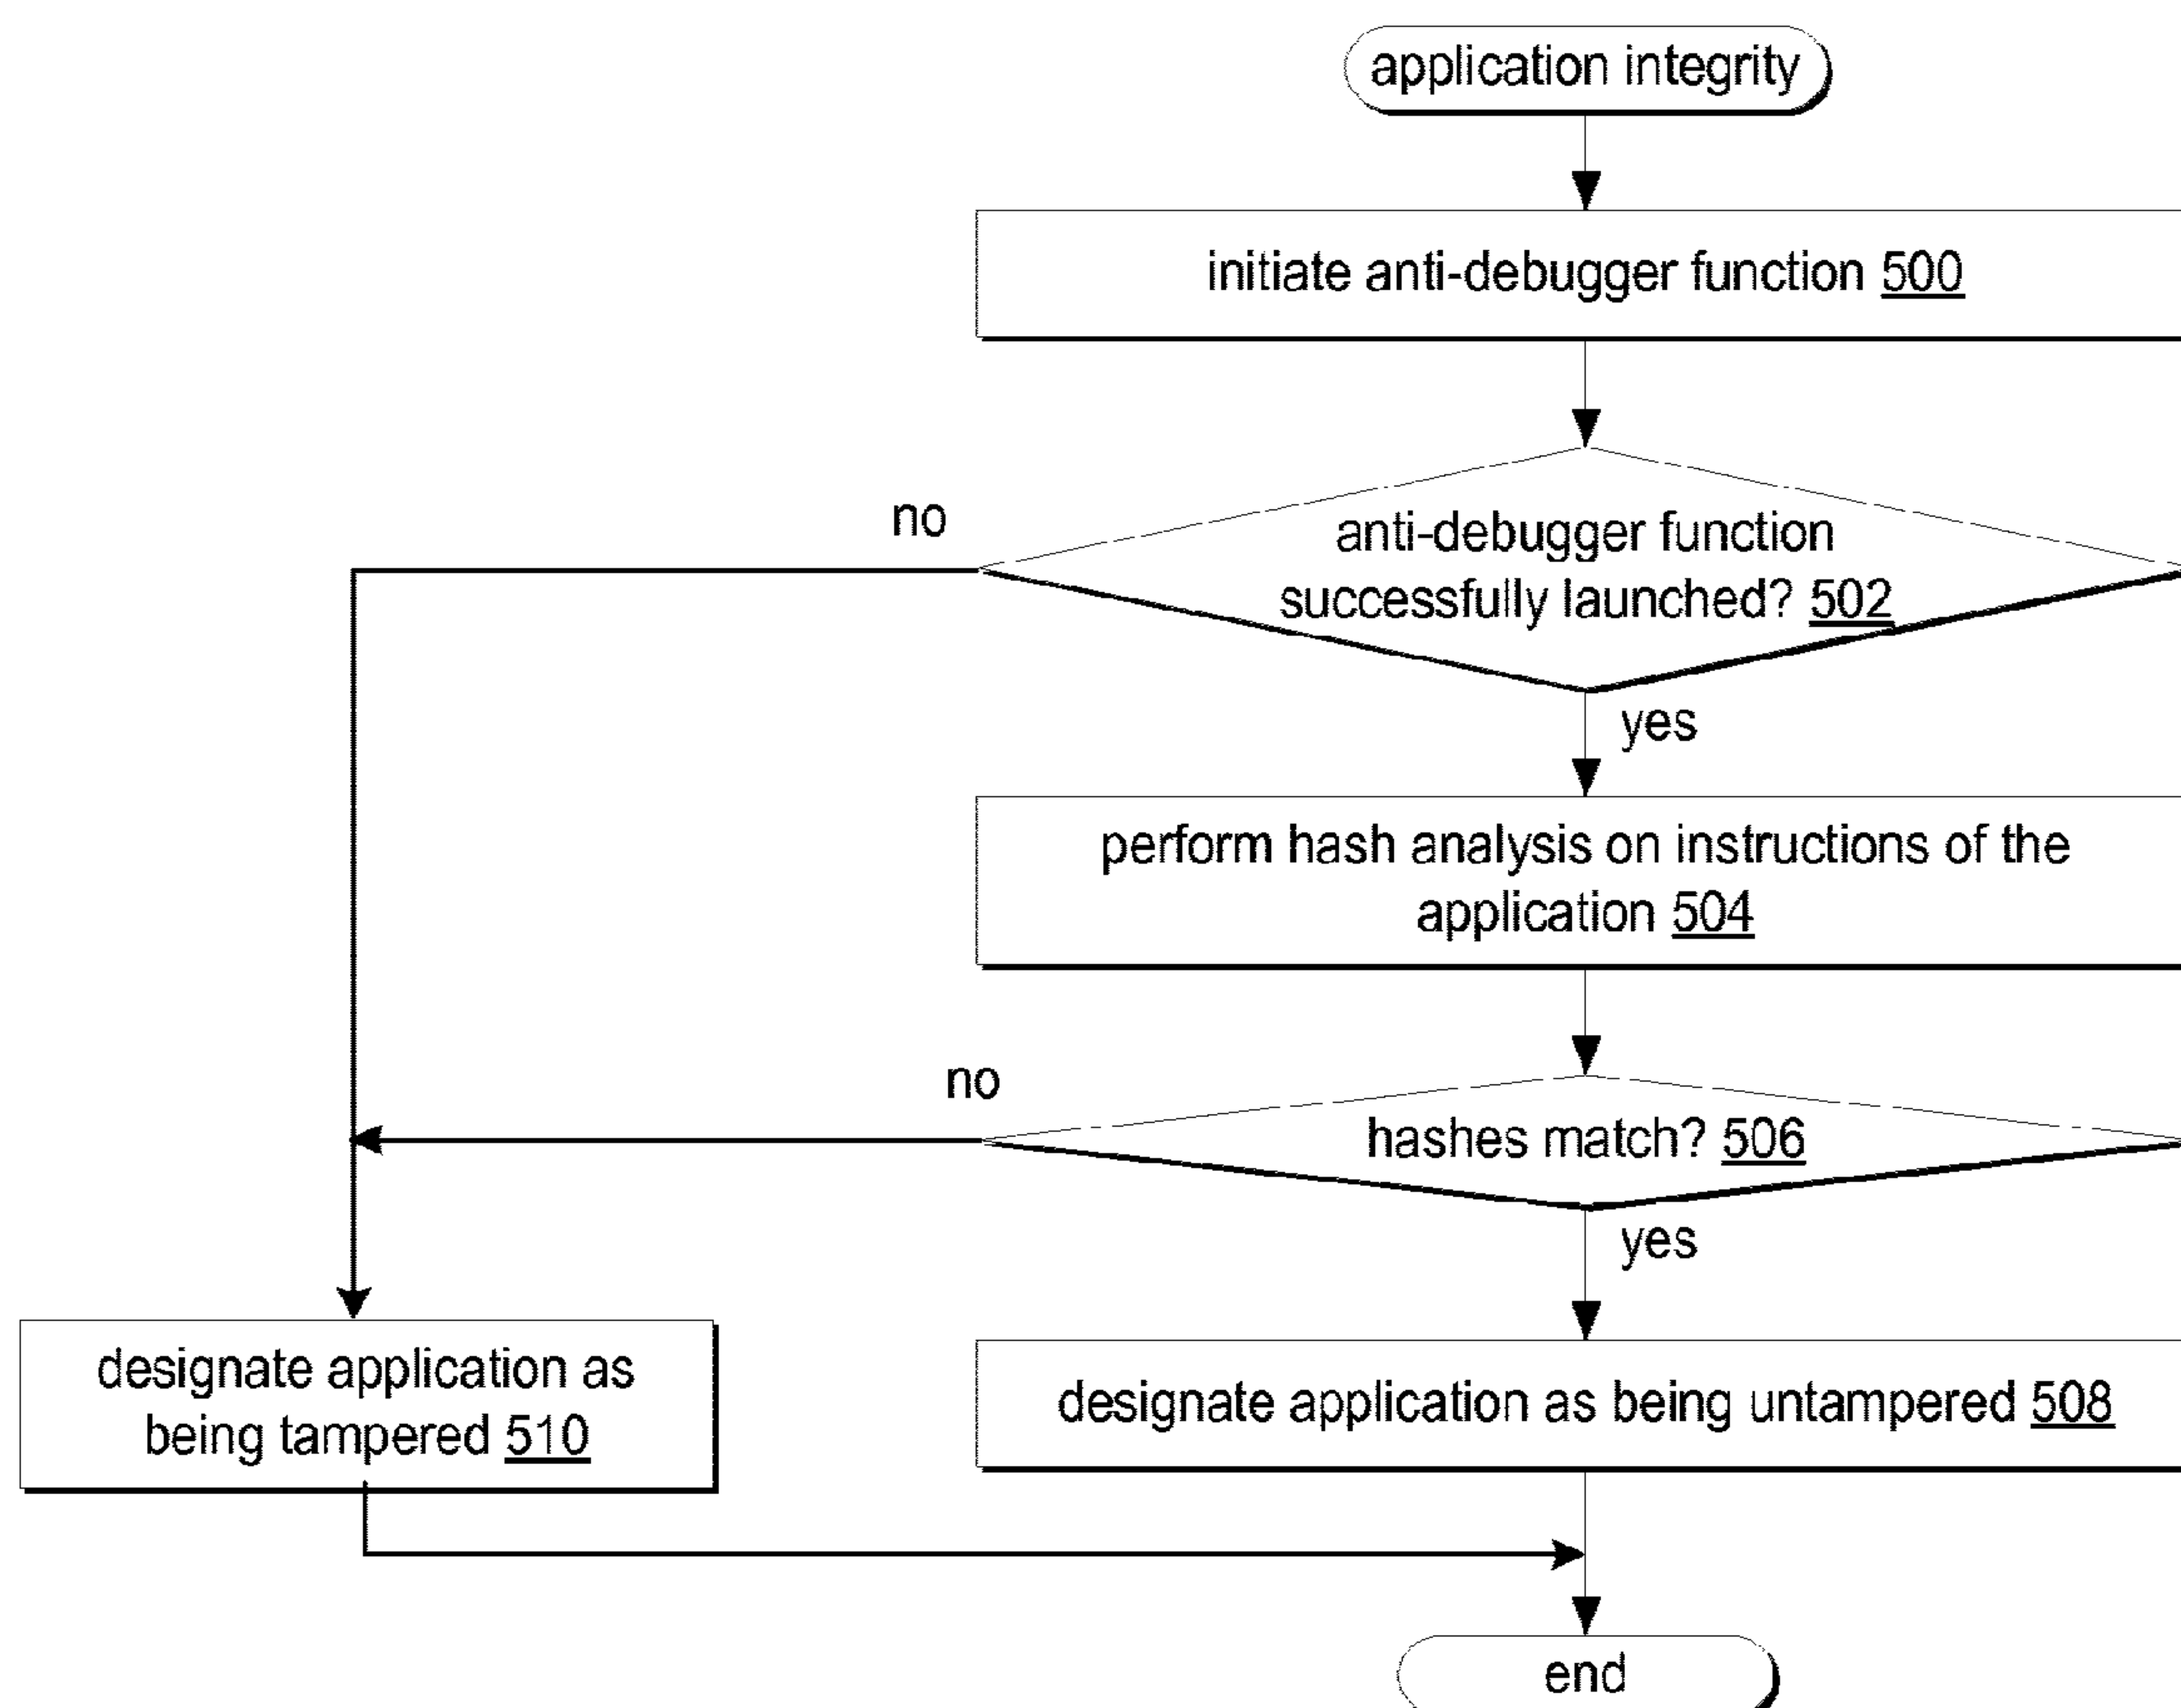 application integrity
initiate anti-debugger function 500
no
anti-debugger function
successfully launched? 502
yes
perform hash analysis on instructions of the
application 504
no
hashes match? 506
yes
designate application as
being tampered 510
designate application as being untampered 508
end